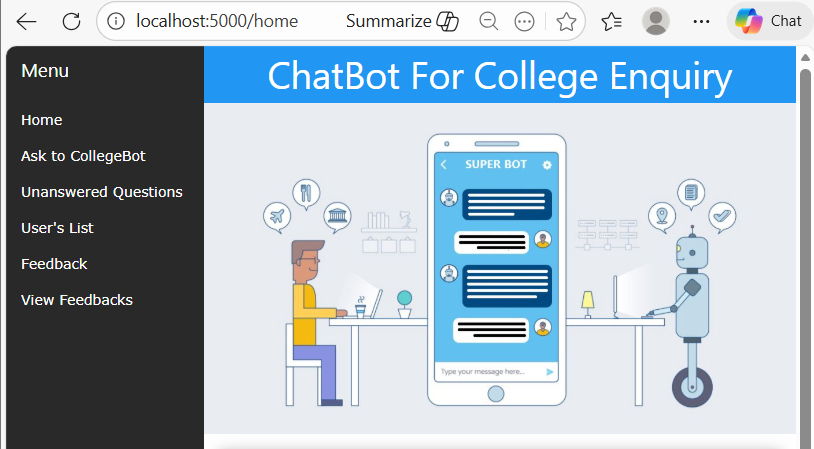 localhost:5000/home
Summarize
Chat
Menu
Home
Ask to CollegeBot
Unanswered Questions
User's List
Feedback
View Feedbacks
ChatBot For College Enquiry
SUPER BOT
Type your message here...